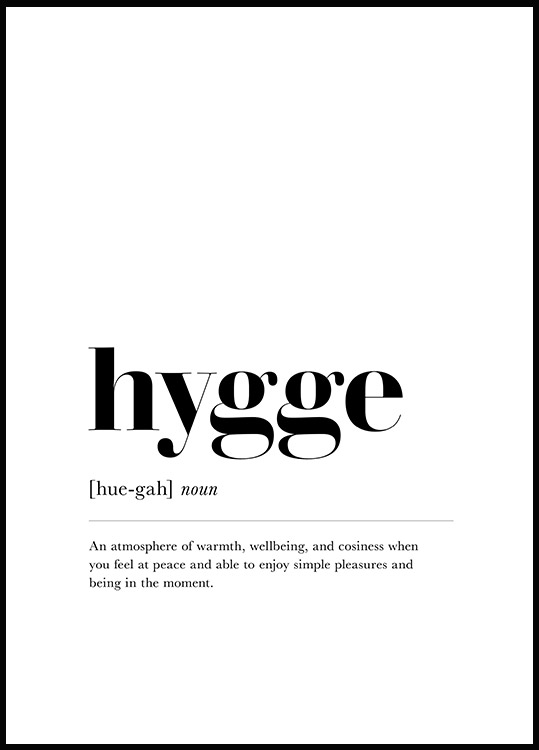 hygge
[hue-gah] noun
An atmosphere of warmth, wellbeing, and cosiness when
you feel at peace and able to enjoy simple pleasures and
being in the moment.